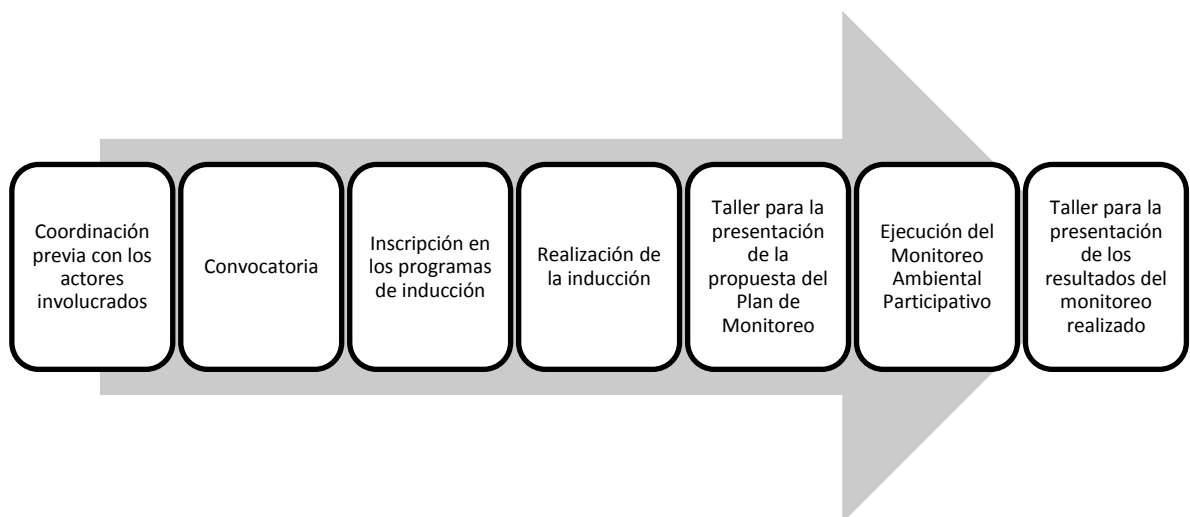 Coordinación
previa con los
actores
involucrados
Convocatoria
Inscripción en
los programas
de inducción
Realización de
la inducción
Taller para la
presentación
de la
propuesta del
Plan de
Monitoreo
Ejecución del
Monitoreo
Ambiental
Participativo
Taller para la
presentación
de los
resultados del
monitoreo
realizado